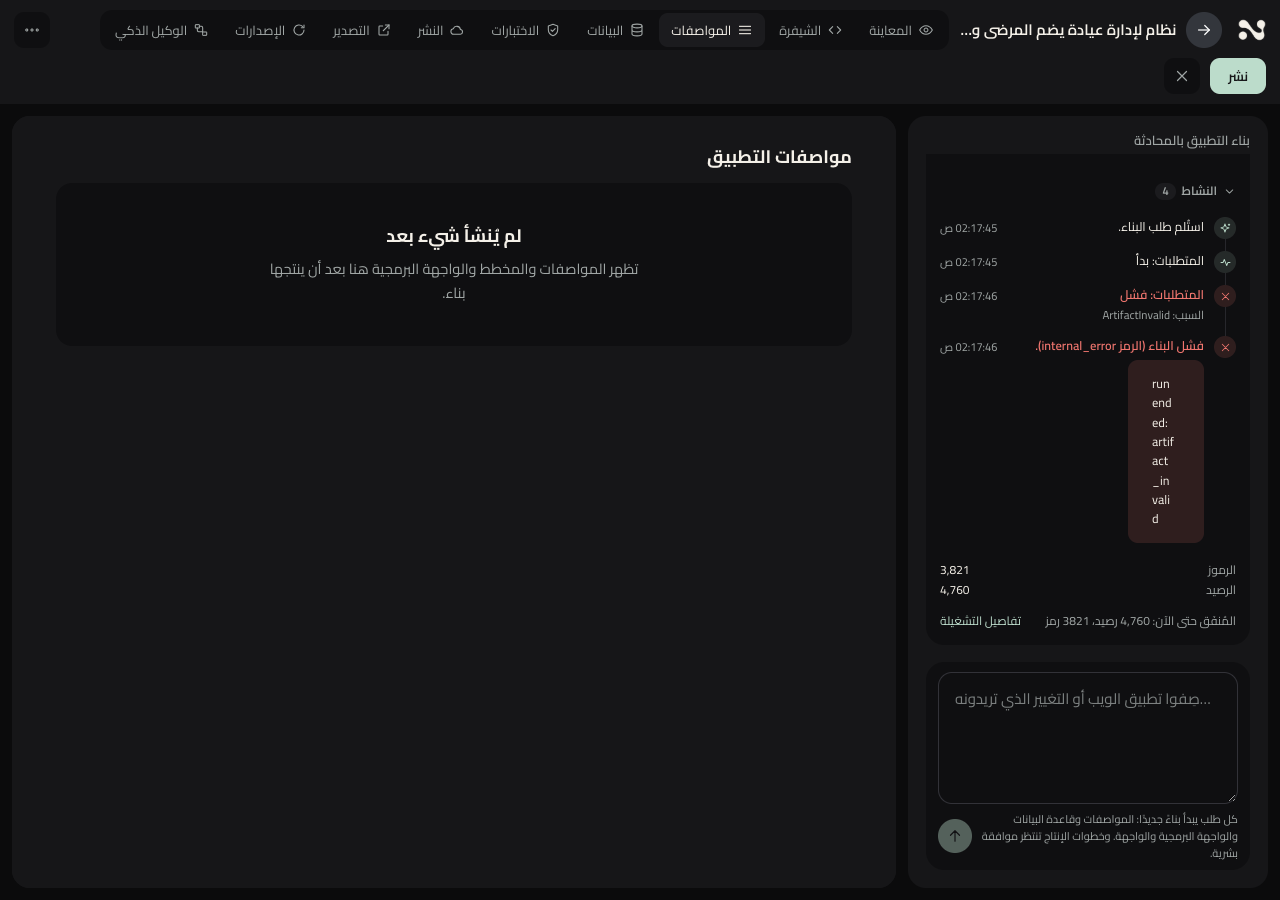 نظام لإدارة عيادة يضم المرضى و...
المعاينة
الشيفرة
المواصفات
البيانات
الاختبارات
النشر
التصدير
الإصدارات
الوكيل الذكي
نشر
بناء التطبيق بالمحادثة
النشاط 4
استُلم طلب البناء. 02:17:45 ص
المتطلبات: بدأ 02:17:45 ص
المتطلبات: فشل 02:17:46 ص
السبب: ArtifactInvalid
فشل البناء (الرمز internal_error). 02:17:46 ص
run
end
ed:
artif
act
_in
vali
d
الرموز 3,821
الرصيد 4,760
المُنفَق حتى الآن: 4,760 رصيد، 3821 رمز تفاصيل التشغيلة
صِفوا تطبيق الويب أو التغيير الذي تريدونه...
كل طلب يبدأ بناءً جديدًا: المواصفات وقاعدة البيانات
والواجهة البرمجية والواجهة. وخطوات الإنتاج تنتظر موافقة
بشرية.
مواصفات التطبيق
لم يُنشأ شيء بعد
تظهر المواصفات والمخطط والواجهة البرمجية هنا بعد أن ينتجها
بناء.